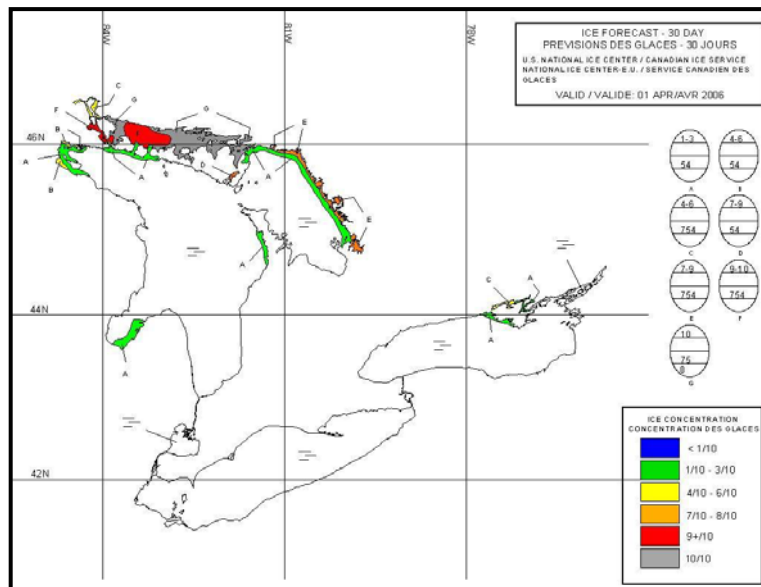 84W
81W
78W
ICE FORECAST - 30 DAY
PREVISIONS DES GLACES - 30 JOURS
U.S. NATIONAL ICE CENTER / CANADIAN ICE SERVICE
NATIONAL ICE CENTER-E.U. / SERVICE CANADIEN DES
GLACES
VALID / VALIDE: 01 APR/AVR 2006
C
G
F
G
E
46N
B
A
A
D
A
B
E
A
C
A
44N
A
A
42N
1-3
54
A
4-6
54
B
4-6
754
C
7-9
54
D
7-9
754
E
9-10
754
F
10
75
8
G
ICE CONCENTRATION
CONCENTRATION DES GLACES
< 1/10
1/10 - 3/10
4/10 - 6/10
7/10 - 8/10
9+/10
10/10